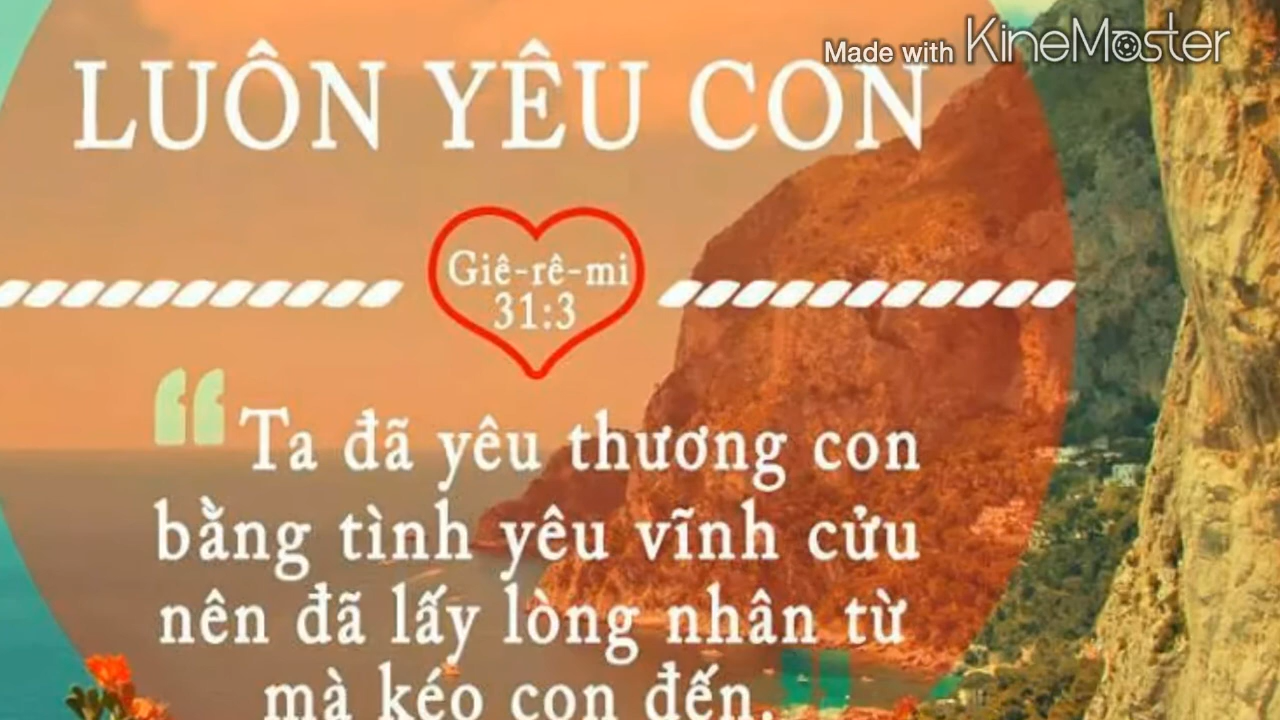 Made with KineMaster
LUÔN YÊU CON
Giê-rê-mi
31:3
“Ta đã yêu thương con
bằng tình yêu vĩnh cửu
nên đã lấy lòng nhân từ
mà kéo con đến.”